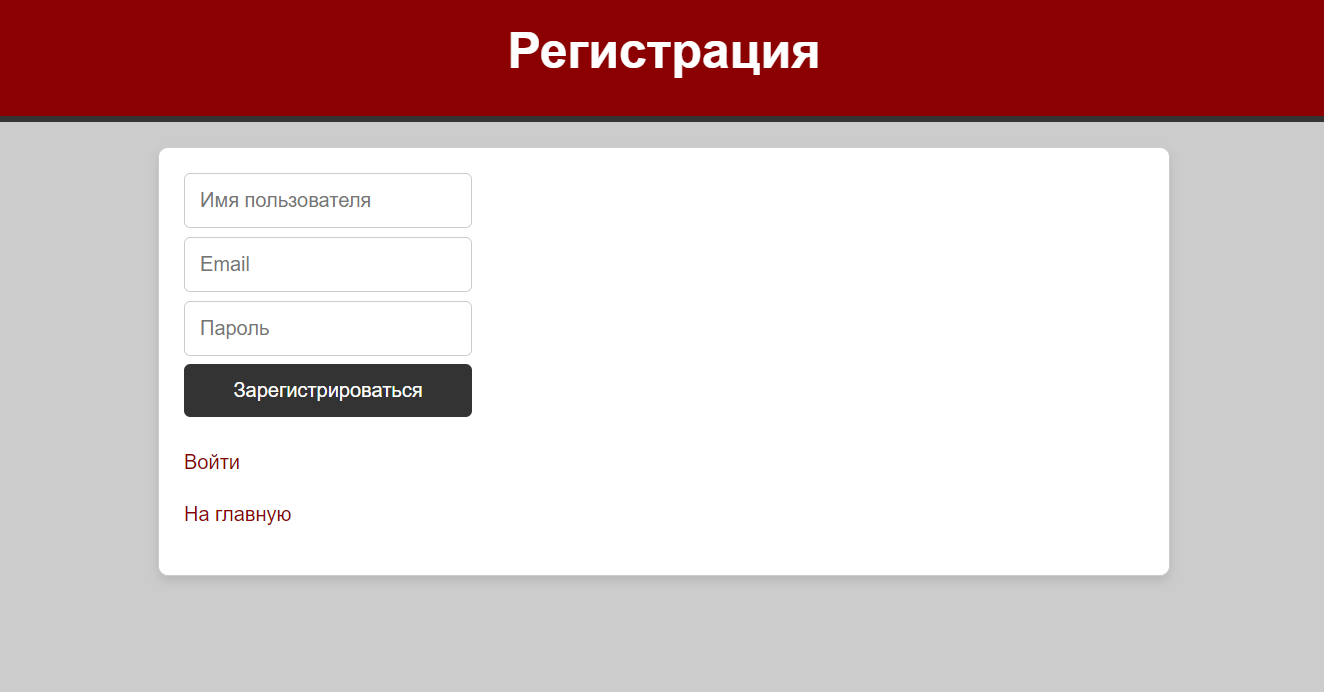 Регистрация
Имя пользователя
Email
Пароль
Зарегистрироваться
Войти
На главную